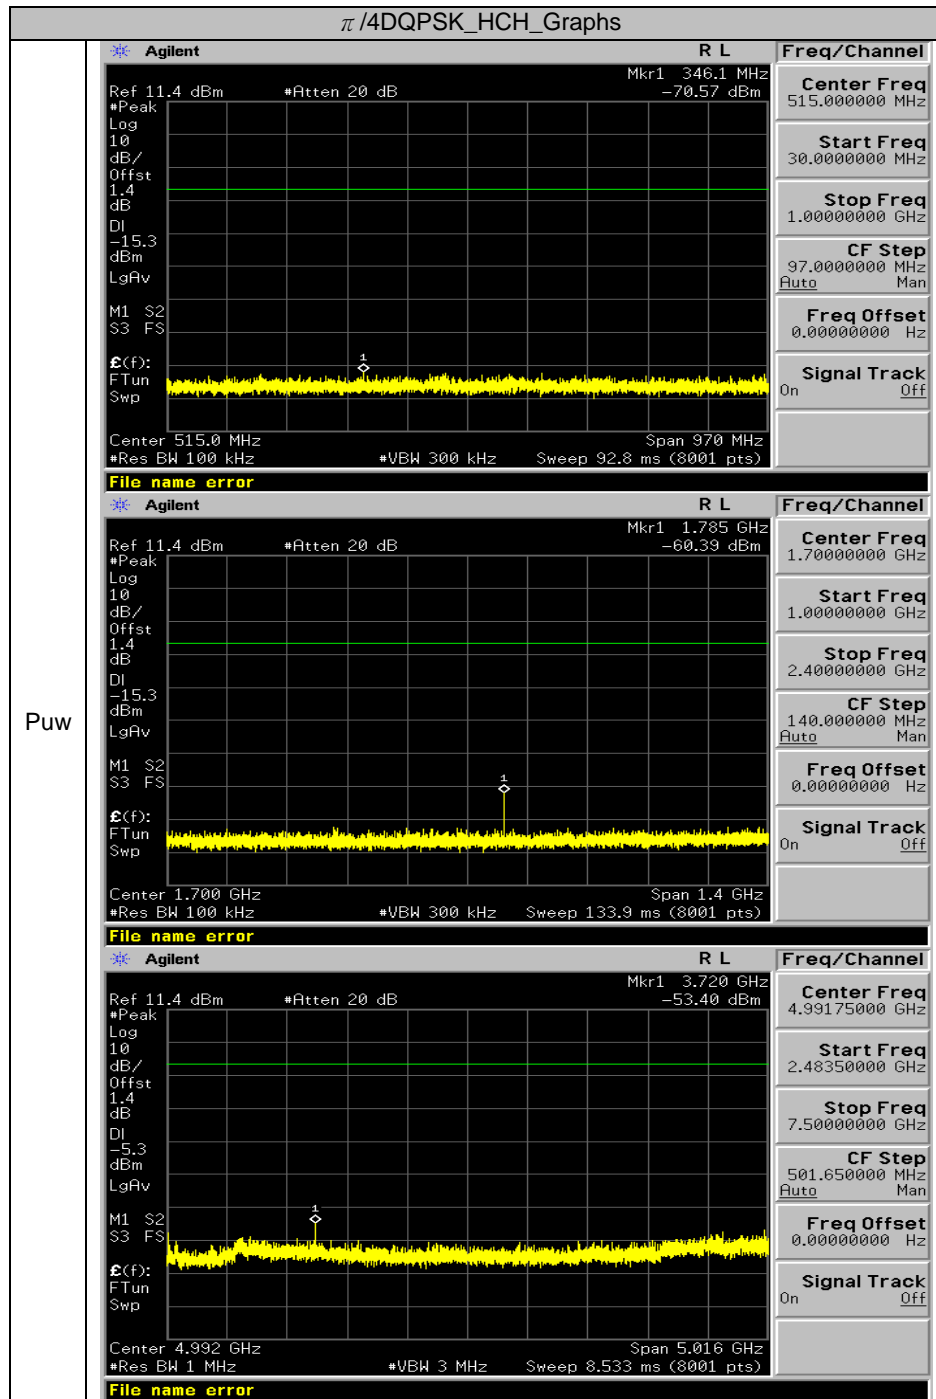 π/4DQPSK_HCH_Graphs
Puw
Agilent R L Freq/Channel
Mkr1 346.1 MHz
Ref 11.4 dBm #Atten 20 dB -70.57 dBm
#Peak
Log
10
dB/
Offst
1.4
dB
DI
-15.3
dBm
LgAv
M1 S2
S3 FS
£(f):
FTun
Swp
1
Center 515.0 MHz Span 970 MHz
#Res BW 100 kHz #VBW 300 kHz Sweep 92.8 ms (8001 pts)
File name error
Center Freq
515.000000 MHz
Start Freq
30.0000000 MHz
Stop Freq
1.00000000 GHz
CF Step
97.0000000 MHz
Auto Man
Freq Offset
0.00000000 Hz
Signal Track
On Off
Agilent R L Freq/Channel
Mkr1 1.785 GHz
Ref 11.4 dBm #Atten 20 dB -60.39 dBm
#Peak
Log
10
dB/
Offst
1.4
dB
DI
-15.3
dBm
LgAv
M1 S2
S3 FS
£(f):
FTun
Swp
1
Center 1.700 GHz Span 1.4 GHz
#Res BW 100 kHz #VBW 300 kHz Sweep 133.9 ms (8001 pts)
File name error
Center Freq
1.70000000 GHz
Start Freq
1.00000000 GHz
Stop Freq
2.40000000 GHz
CF Step
140.000000 MHz
Auto Man
Freq Offset
0.00000000 Hz
Signal Track
On Off
Agilent R L Freq/Channel
Mkr1 3.720 GHz
Ref 11.4 dBm #Atten 20 dB -53.40 dBm
#Peak
Log
10
dB/
Offst
1.4
dB
DI
-5.3
dBm
LgAv
M1 S2
S3 FS
£(f):
FTun
Swp
1
Center 4.992 GHz Span 5.016 GHz
#Res BW 1 MHz #VBW 3 MHz Sweep 8.533 ms (8001 pts)
File name error
Center Freq
4.99175000 GHz
Start Freq
2.48350000 GHz
Stop Freq
7.50000000 GHz
CF Step
501.650000 MHz
Auto Man
Freq Offset
0.00000000 Hz
Signal Track
On Off